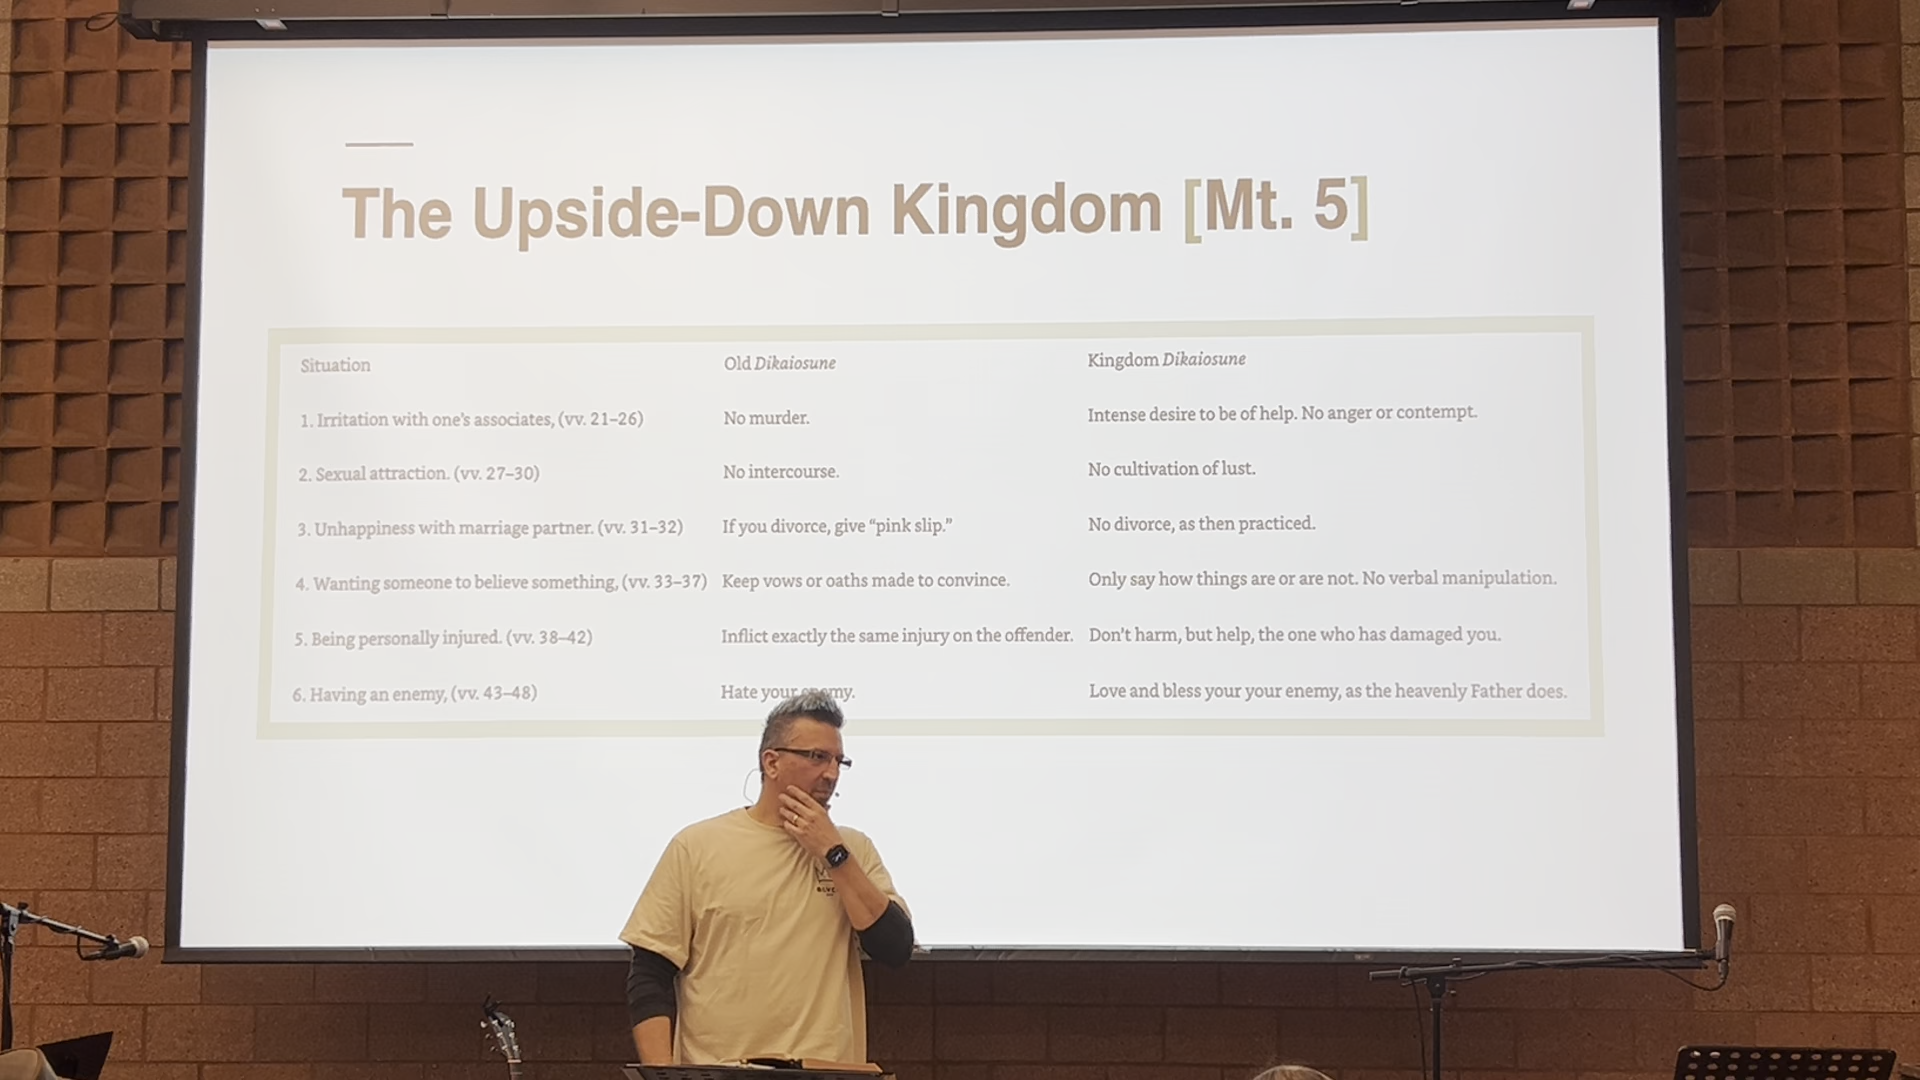 The Upside-Down Kingdom [Mt. 5]
Situation Old Dikaiosune Kingdom Dikaiosune
1. Irritation with one's associates, (vv. 21–26) No murder. Intense desire to be of help. No anger or contempt.
2. Sexual attraction. (vv. 27–30) No intercourse. No cultivation of lust.
3. Unhappiness with marriage partner. (vv. 31–32) If you divorce, give “pink slip.” No divorce, as then practiced.
4. Wanting someone to believe something, (vv. 33–37) Keep vows or oaths made to convince. Only say how things are or are not. No verbal manipulation.
5. Being personally injured. (vv. 38–42) Inflict exactly the same injury on the offender. Don't harm, but help, the one who has damaged you.
6. Having an enemy, (vv. 43–48) Hate your enemy. Love and bless your your enemy, as the heavenly Father does.